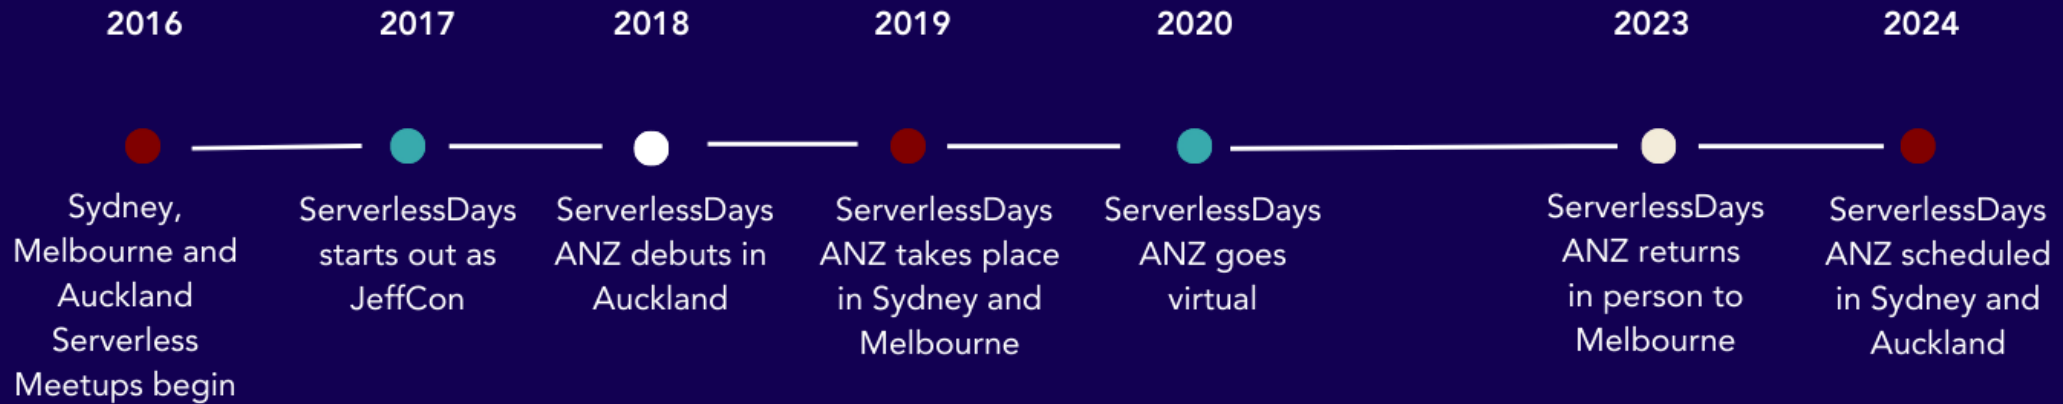 2016
Sydney,
Melbourne and
Auckland
Serverless
Meetups begin
2017
ServerlessDays
starts out as
JeffCon
2018
ServerlessDays
ANZ debuts in
Auckland
2019
ServerlessDays
ANZ takes place
in Sydney and
Melbourne
2020
ServerlessDays
ANZ goes
virtual
2023
ServerlessDays
ANZ returns
in person to
Melbourne
2024
ServerlessDays
ANZ scheduled
in Sydney and
Auckland